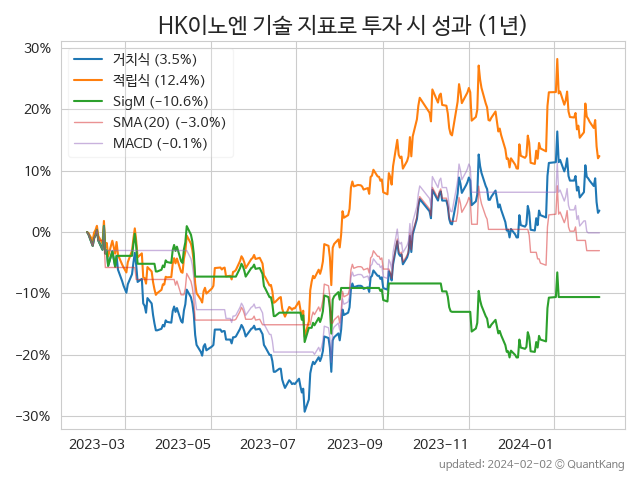 HK이노엔 기술 지표로 투자 시 성과 (1년)
30%
20%
10%
0%
−10%
−20%
−30%
거치식 (3.5%)
적립식 (12.4%)
SigM (−10.6%)
SMA(20) (−3.0%)
MACD (−0.1%)
2023-03
2023-05
2023-07
2023-09
2023-11
2024-01
updated: 2024-02-02 © QuantKang